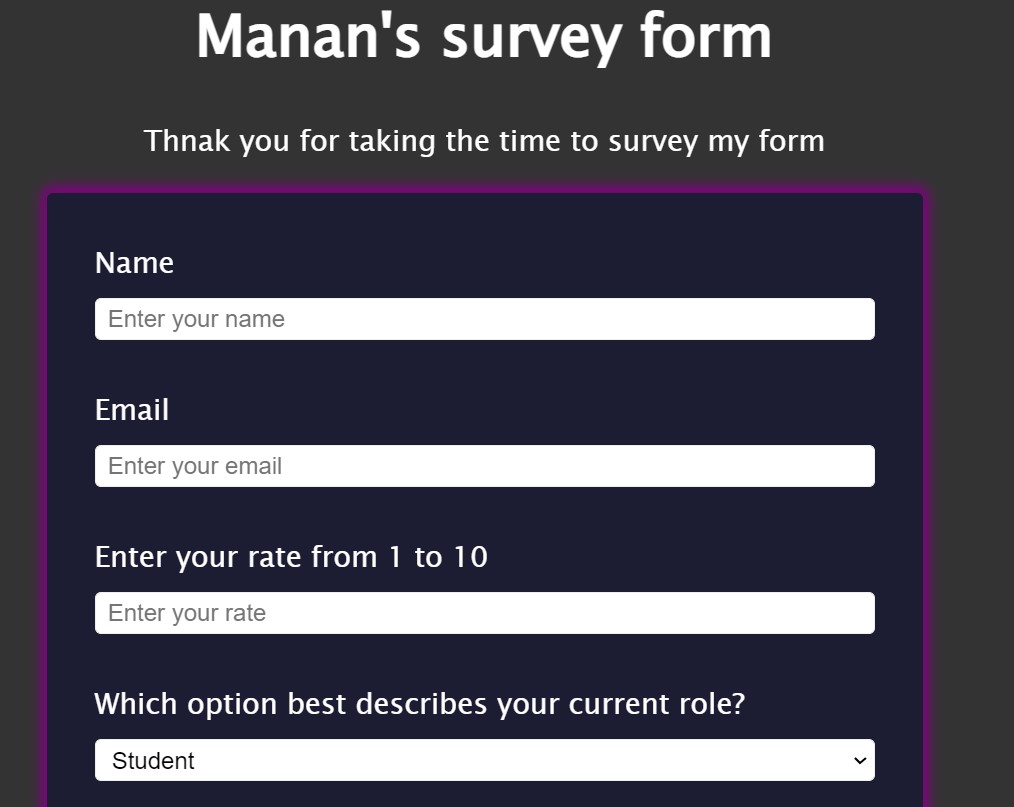 Manan's survey form
Thnak you for taking the time to survey my form
Name
Enter your name
Email
Enter your email
Enter your rate from 1 to 10
Enter your rate
Which option best describes your current role?
Student